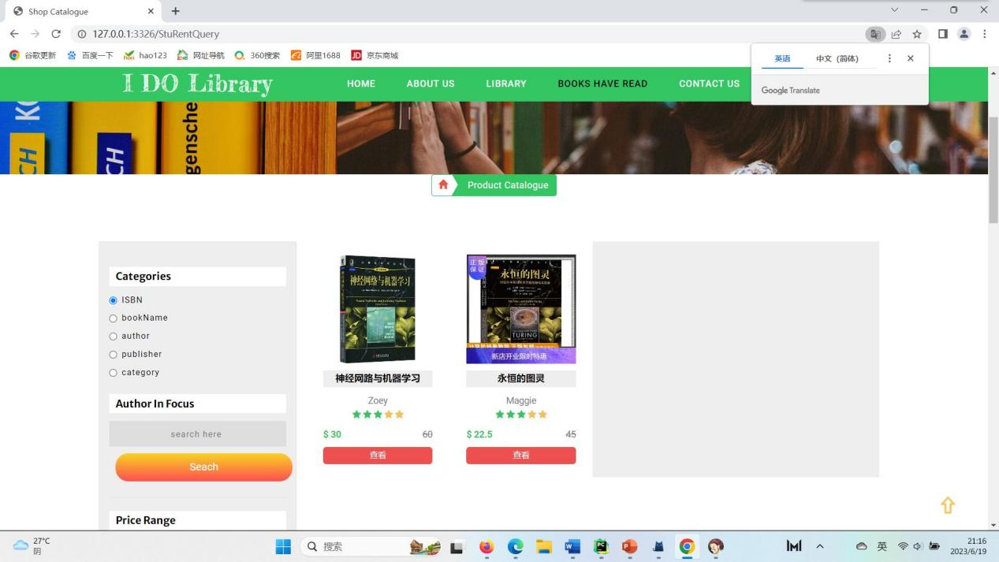 Shop Catalogue
127.0.0.1:3326/StuRentQuery
谷歌更新 百度一下 hao123 网址导航 360搜索 阿里1688 JD 京东商城
英语 中文（简体）
Google Translate
I DO Library HOME ABOUT US LIBRARY BOOKS HAVE READ CONTACT US
CH
CH
gensche
Product Catalogue
Categories
ISBN
bookName
author
publisher
category
Author In Focus
search here
Seach
Price Range
神经网络与机器学习
神经网路与机器学习
Zoey
$ 30 60
查看
正版
保证
永恒的图灵
TURING
新店开业限时特惠
永恒的图灵
Maggie
$ 22.5 45
查看
27°C
阴
搜索
英
21:16
2023/6/19